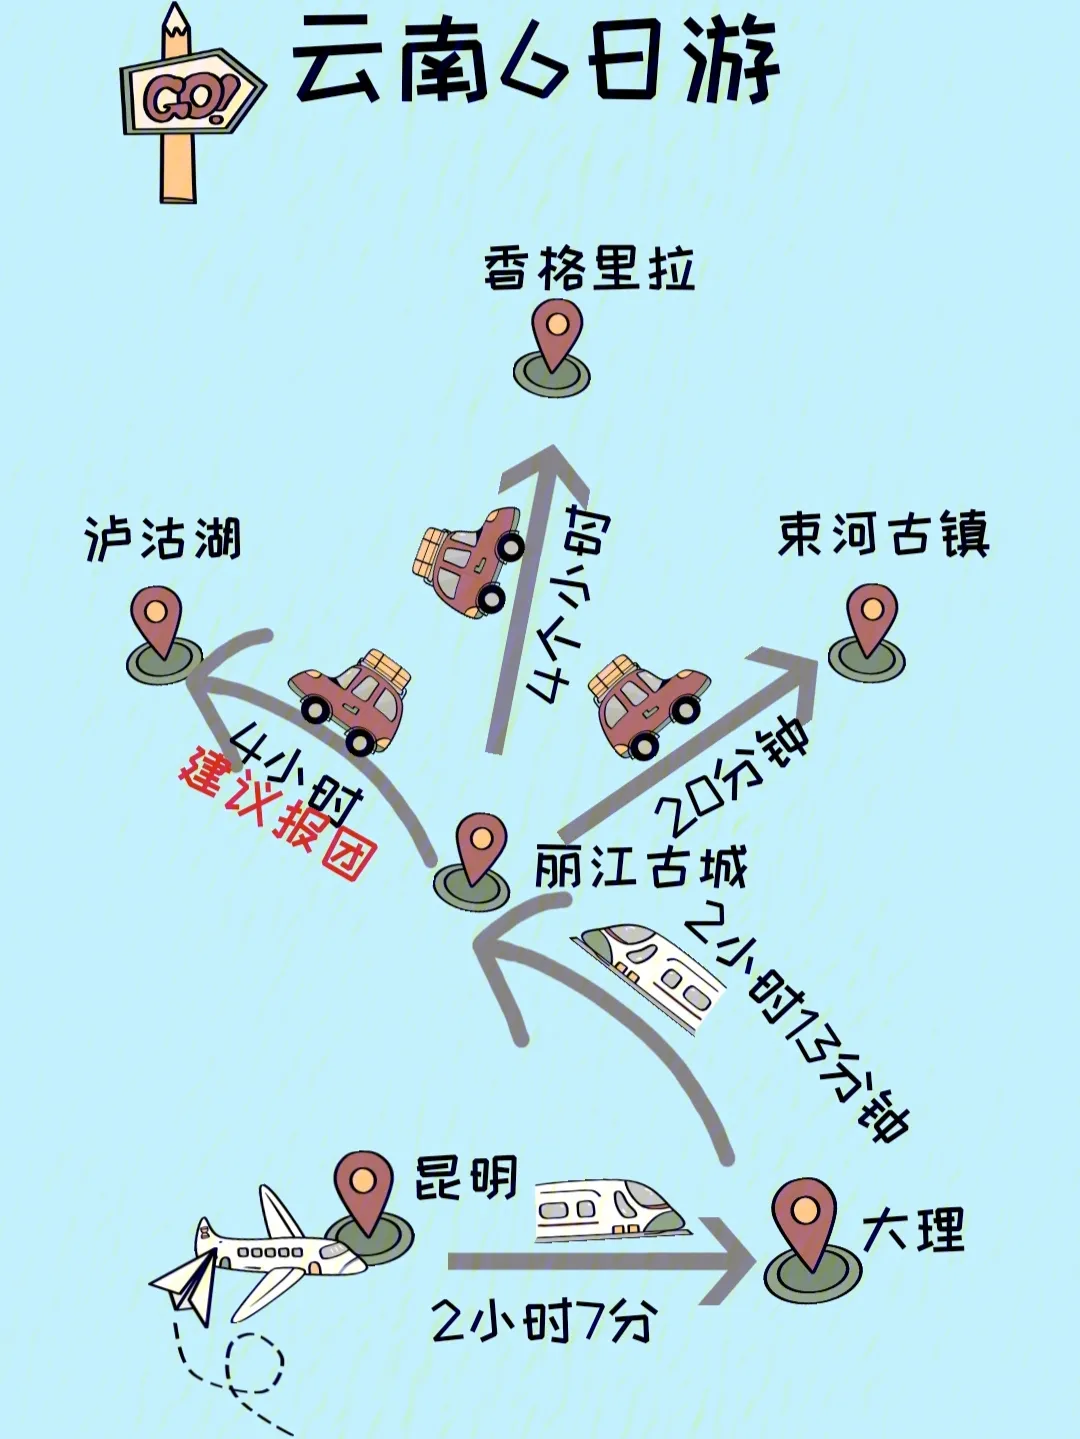 GO!
云南6日游
香格里拉
泸沽湖
束河古镇
4个小时
4小时
建议报团
20分钟
丽江古城
2小时13分钟
昆明
大理
2小时7分